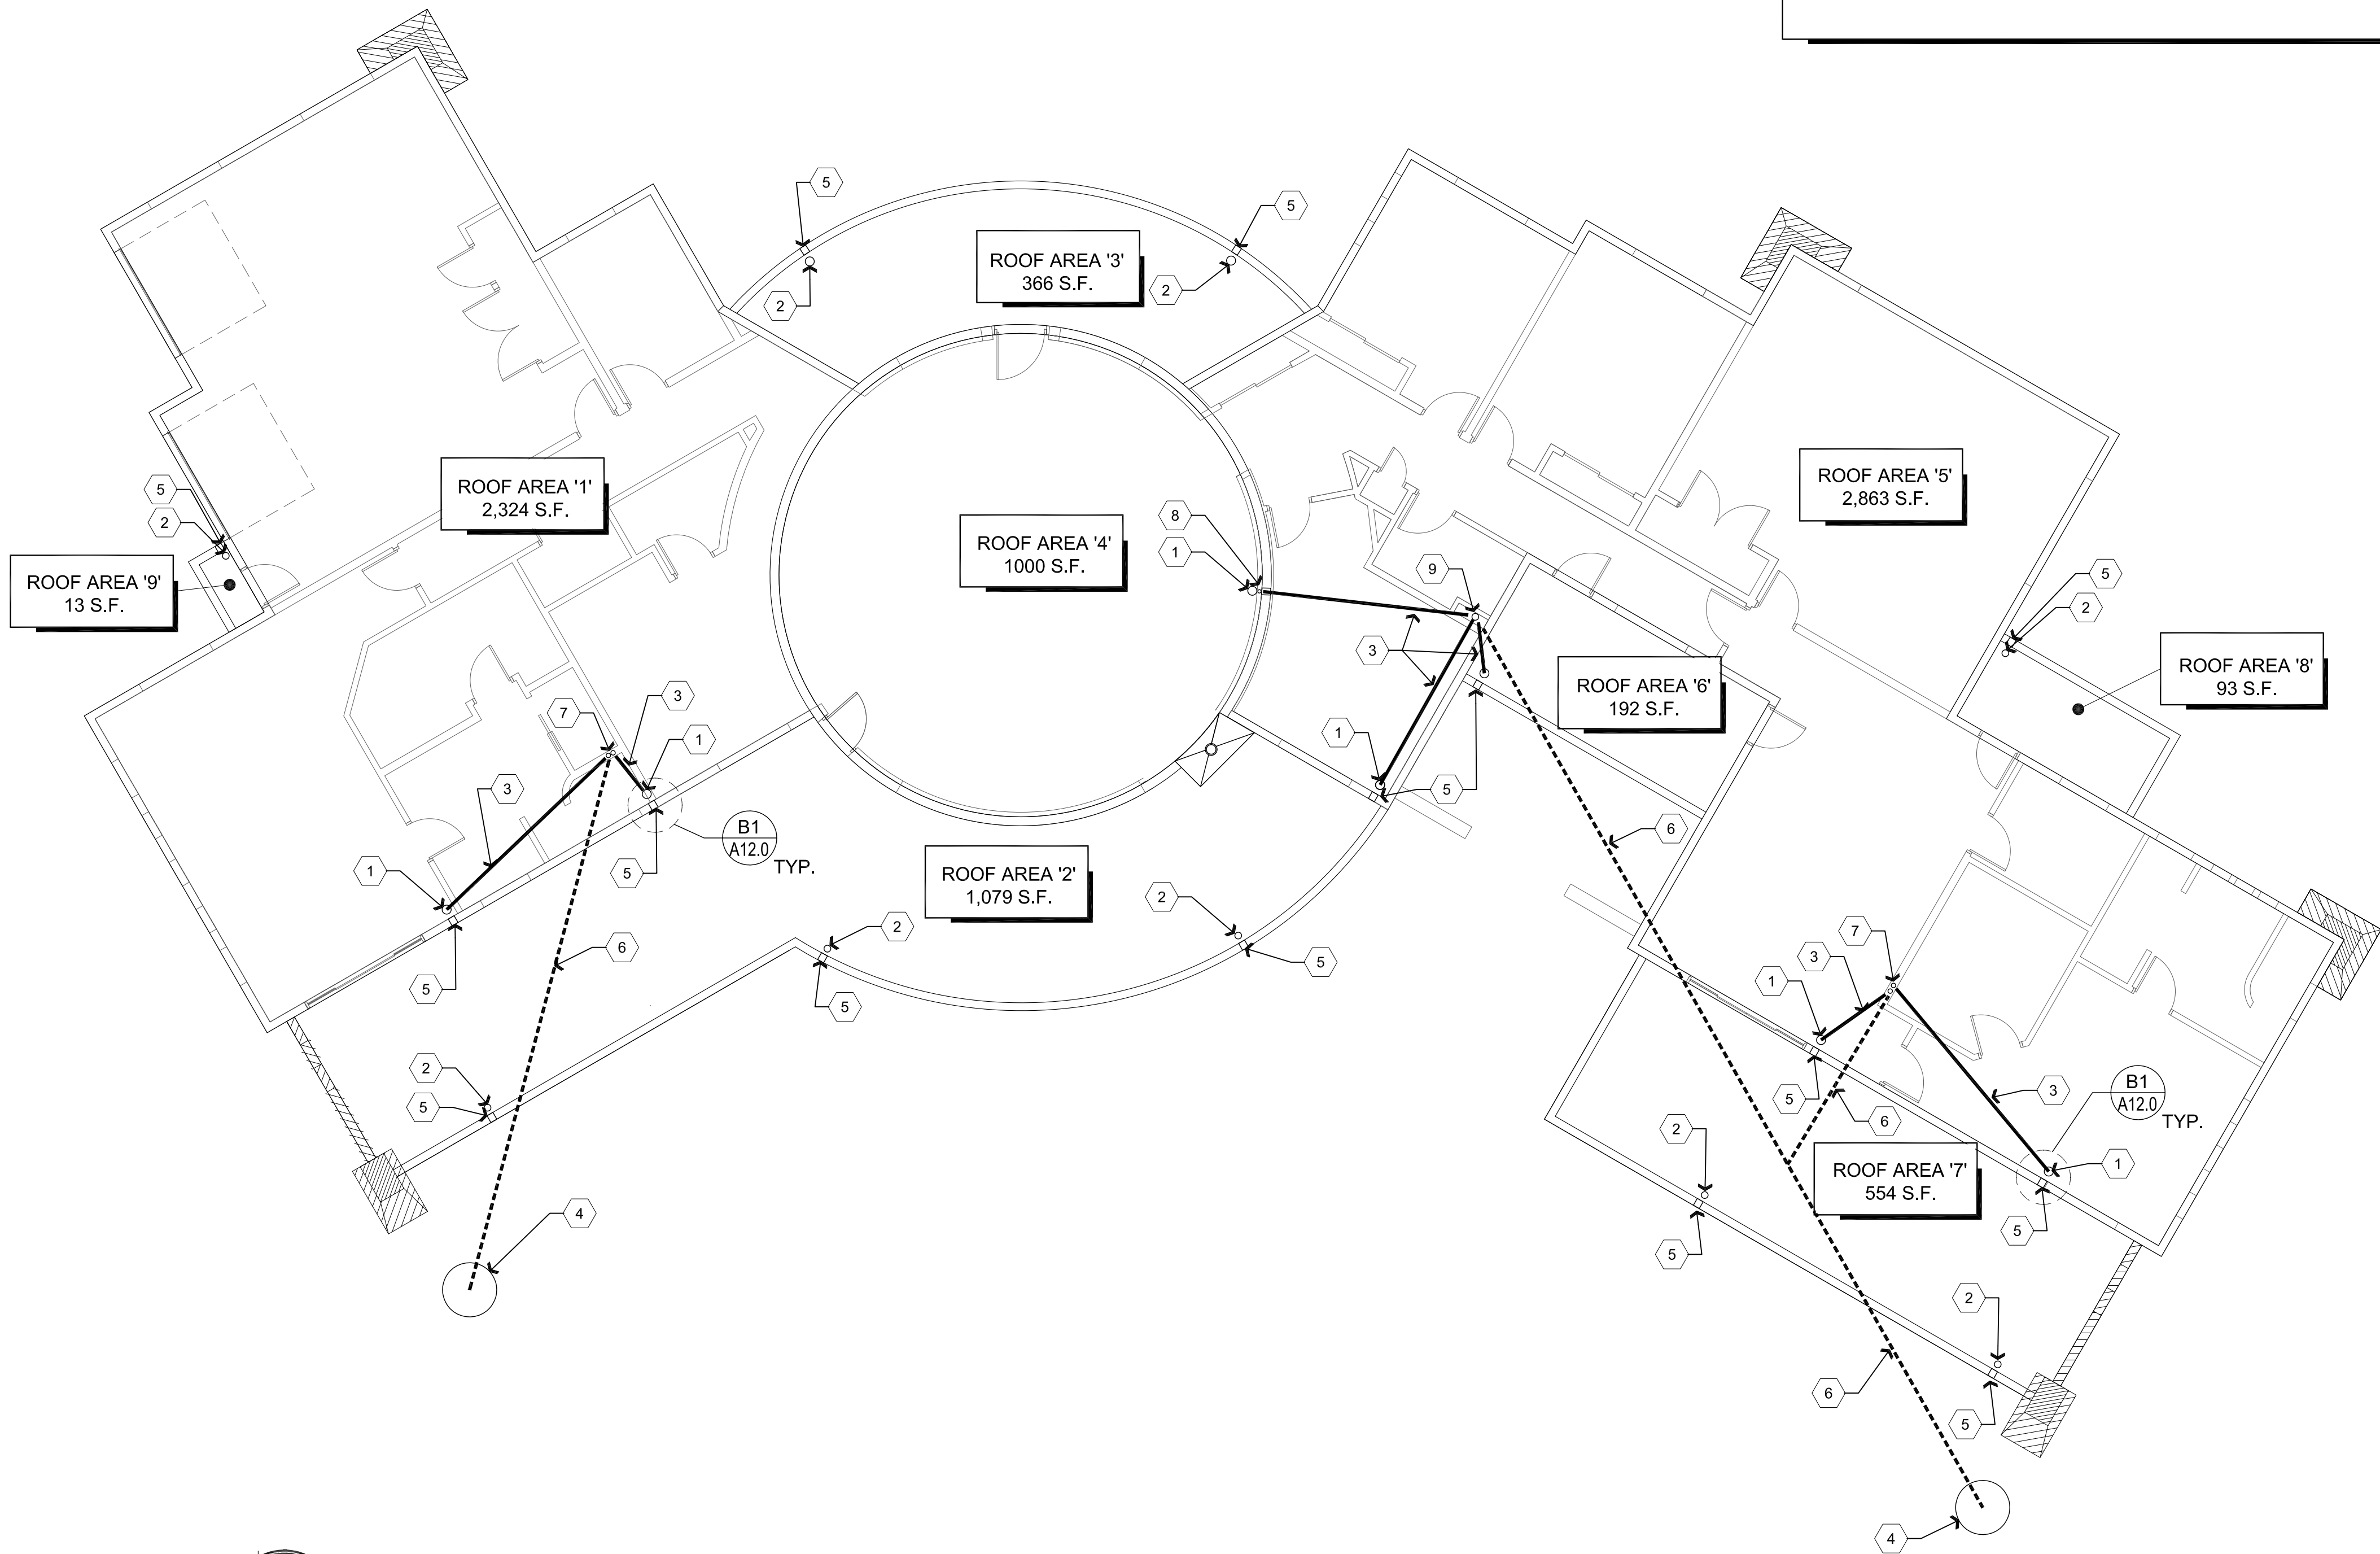 5
5
ROOF AREA '3'
366 S.F.
2
2
ROOF AREA '1'
2,324 S.F.
ROOF AREA '5'
2,863 S.F.
5
2
8
ROOF AREA '4'
1000 S.F.
1
9
5
2
ROOF AREA '9'
13 S.F.
3
ROOF AREA '8'
93 S.F.
ROOF AREA '6'
192 S.F.
3
7
1
1
3
5
6
B1
A12.0
TYP.
1
5
ROOF AREA '2'
1,079 S.F.
2
2
6
5
5
5
7
3
1
2
5
5
6
3
B1
A12.0
TYP.
2
ROOF AREA '7'
554 S.F.
1
4
5
5
2
6
5
4